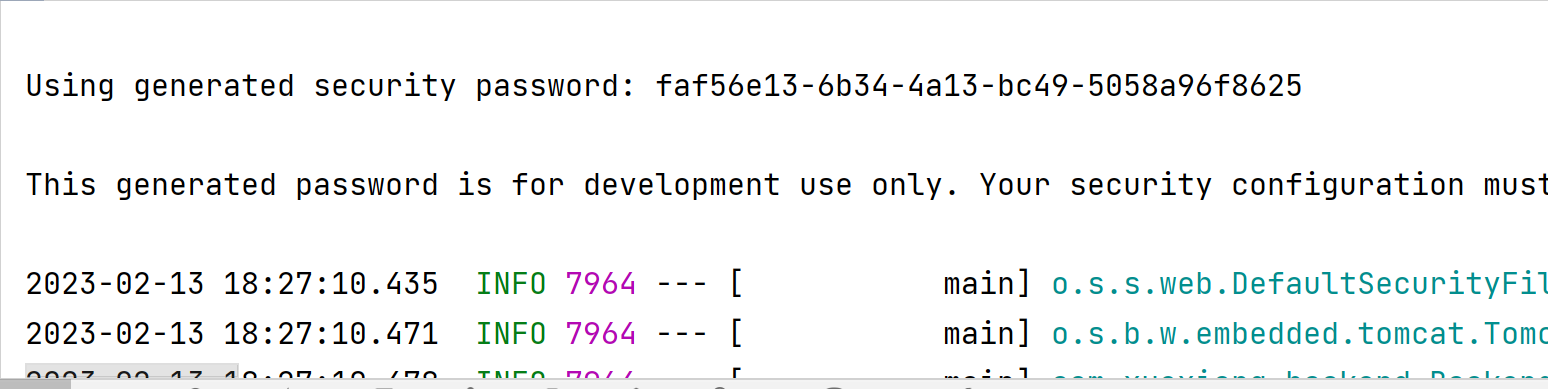 Using generated security password: faf56e13-6b34-4a13-bc49-5058a96f8625
This generated password is for development use only. Your security configuration must
2023-02-13 18:27:10.435  INFO 7964 --- [           main] o.s.s.web.DefaultSecurityFil
2023-02-13 18:27:10.471  INFO 7964 --- [           main] o.s.b.w.embedded.tomcat.Tomc